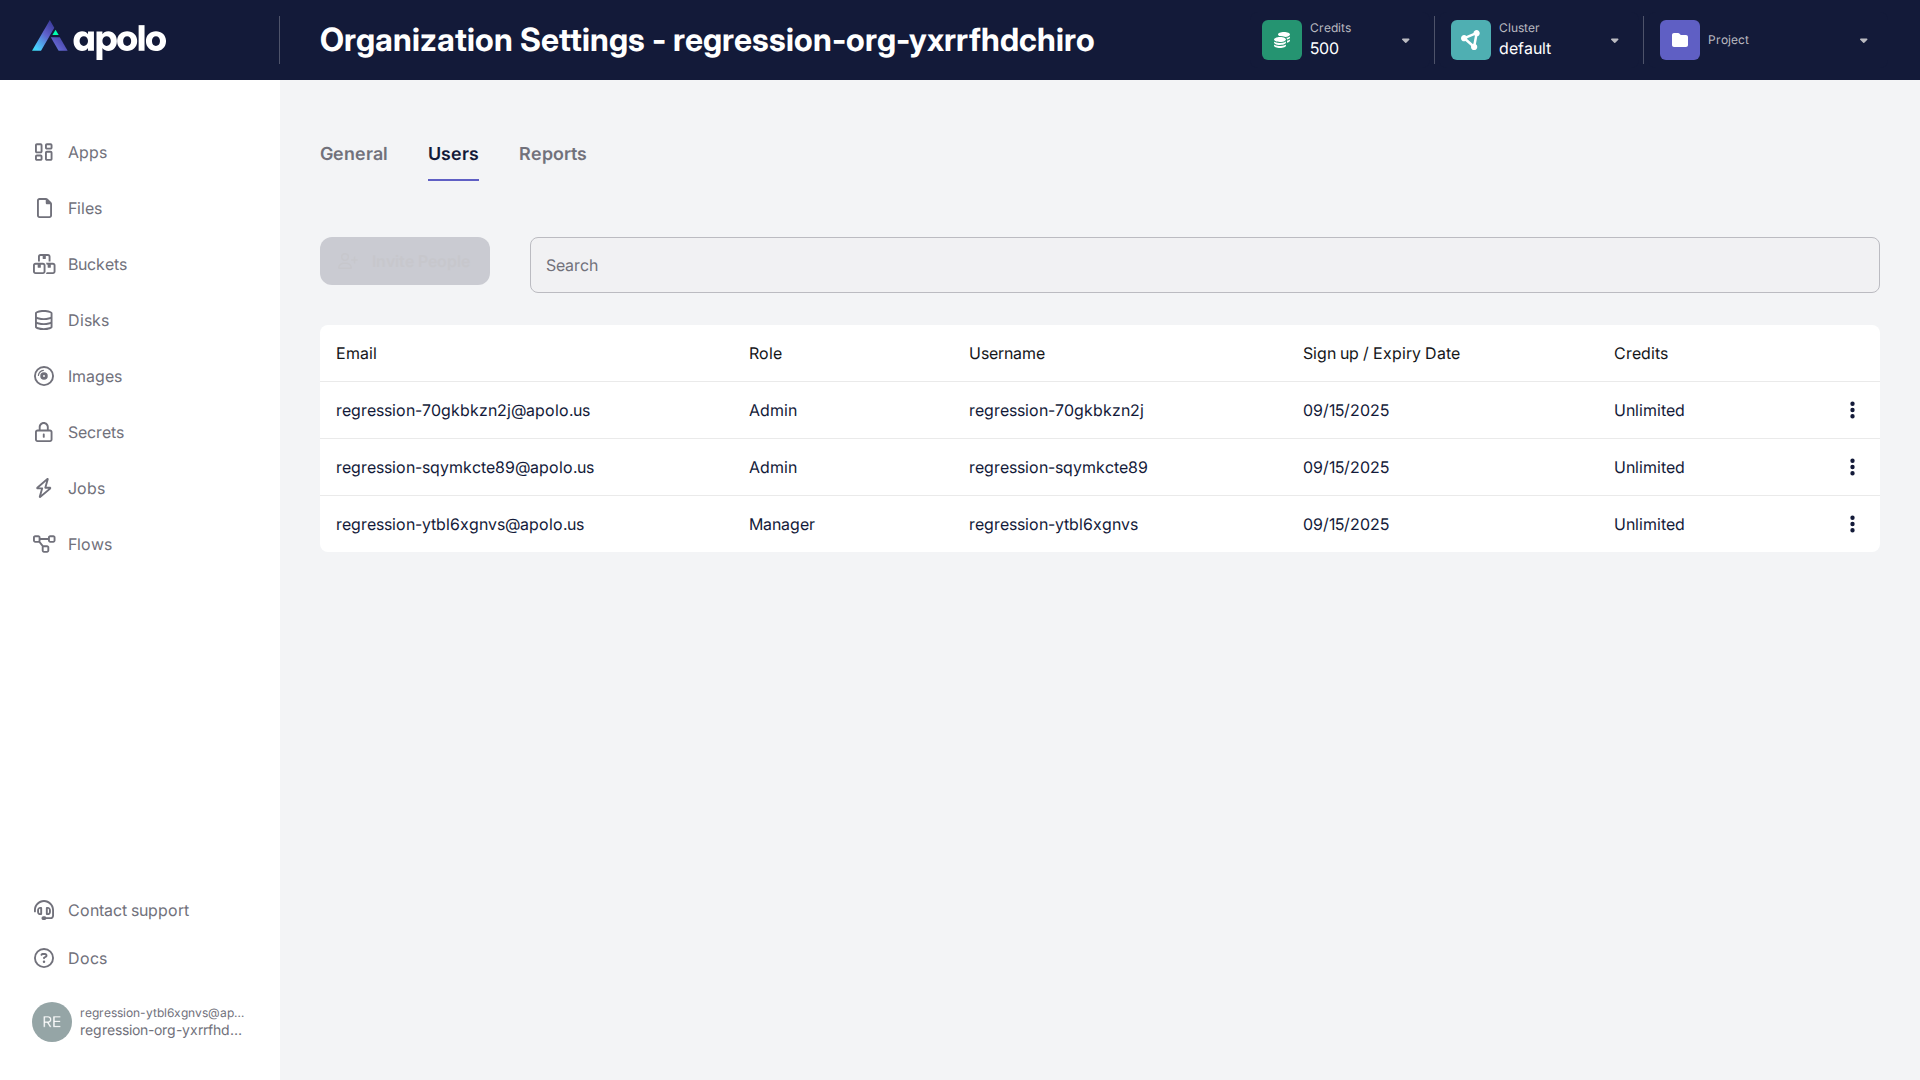 apolo
Organization Settings - regression-org-yxrrfhdchiro
Credits
500
Cluster
default
Project
Apps
Files
Buckets
Disks
Images
Secrets
Jobs
Flows
General Users Reports
Search
Email Role Username Sign up / Expiry Date Credits
regression-70gkbkzn2j@apolo.us Admin regression-70gkbkzn2j 09/15/2025 Unlimited
regression-sqymkcte89@apolo.us Admin regression-sqymkcte89 09/15/2025 Unlimited
regression-ytbl6xgnvs@apolo.us Manager regression-ytbl6xgnvs 09/15/2025 Unlimited
Contact support
Docs
RE
regression-ytbl6xgnvs@ap...
regression-org-yxrrfhd...